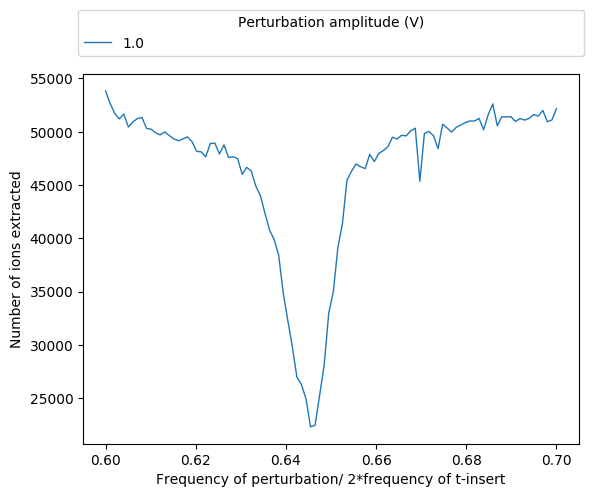 Perturbation amplitude (V)
1.0
55000
50000
45000
40000
35000
30000
25000
Number of ions extracted
0.60 0.62 0.64 0.66 0.68 0.70
Frequency of perturbation/ 2*frequency of t-insert